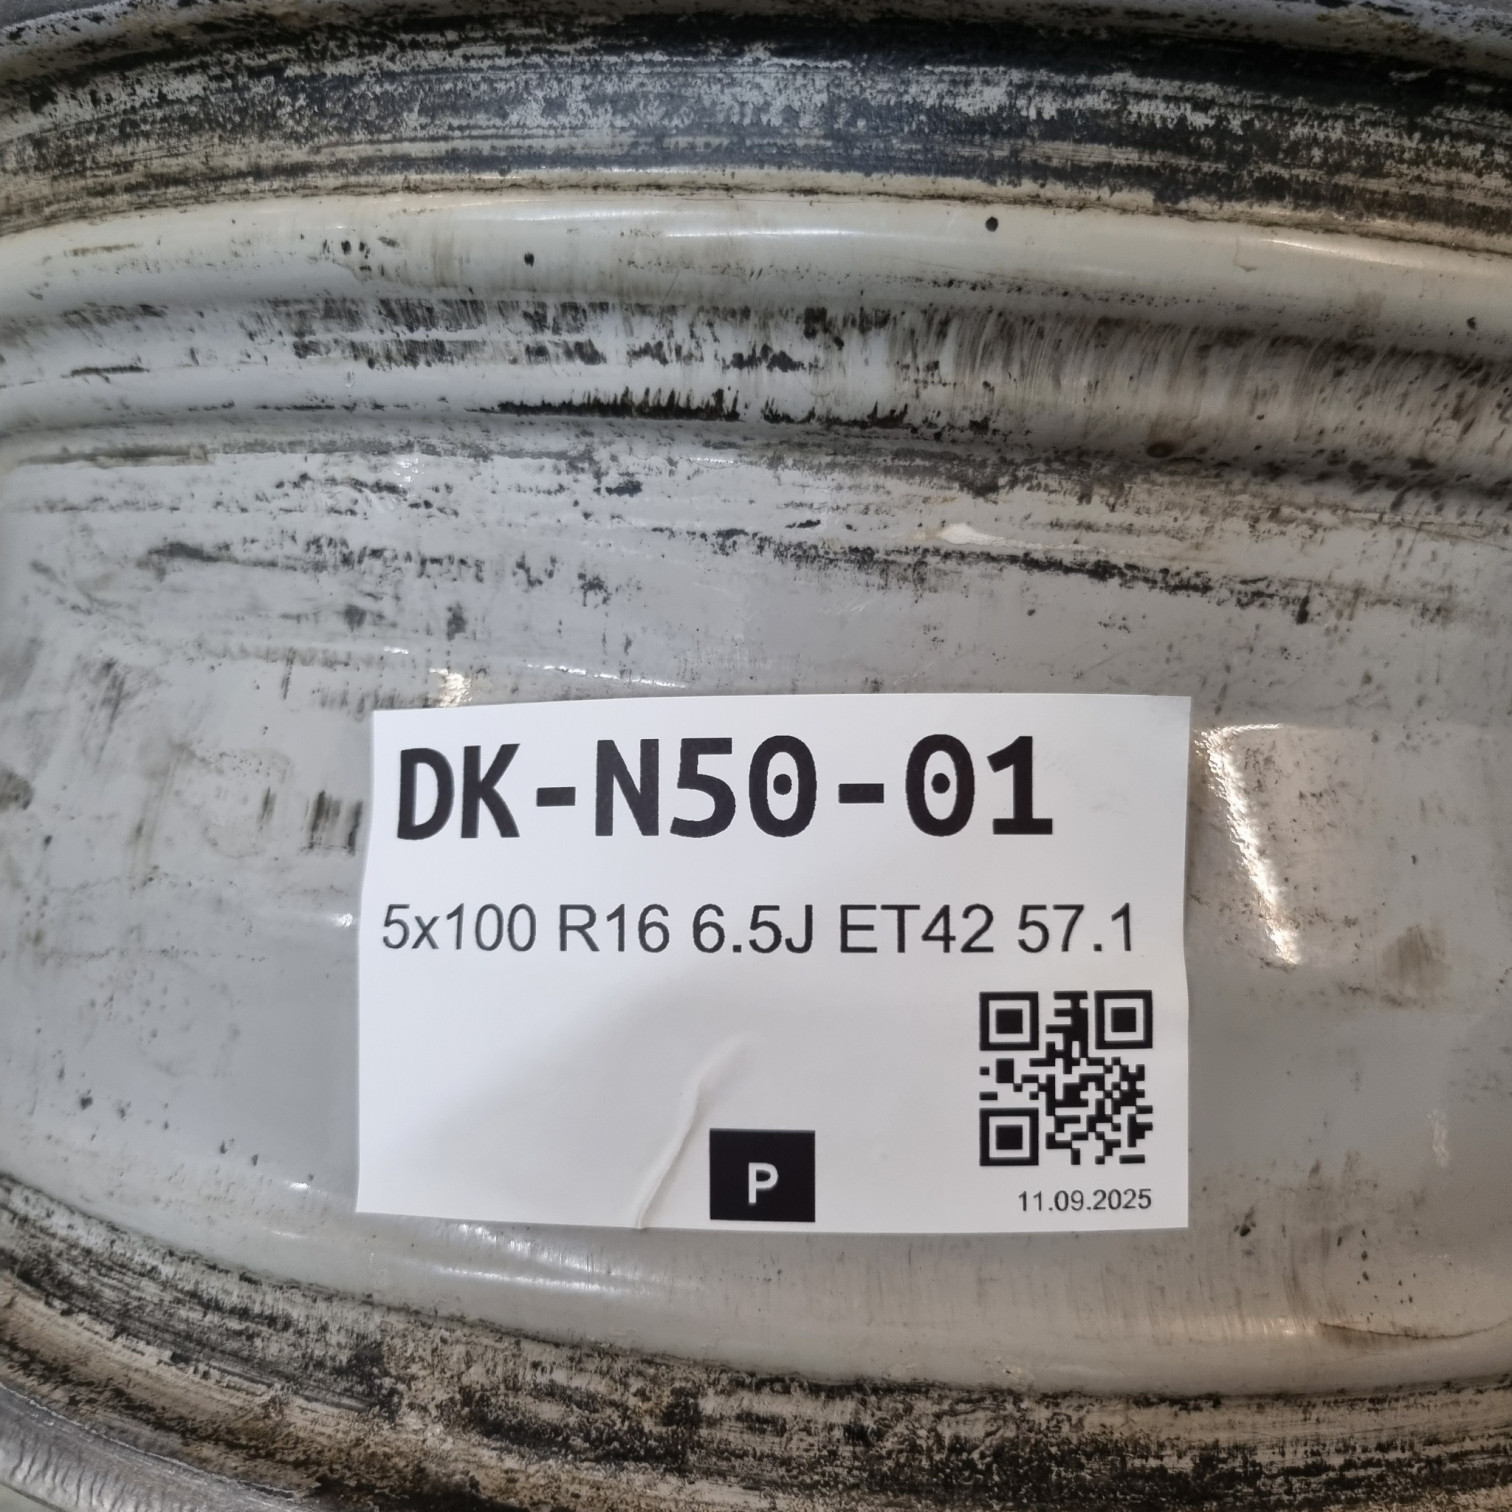 DK-N50-01
5x100 R16 6.5J ET42 57.1
P
11.09.2025